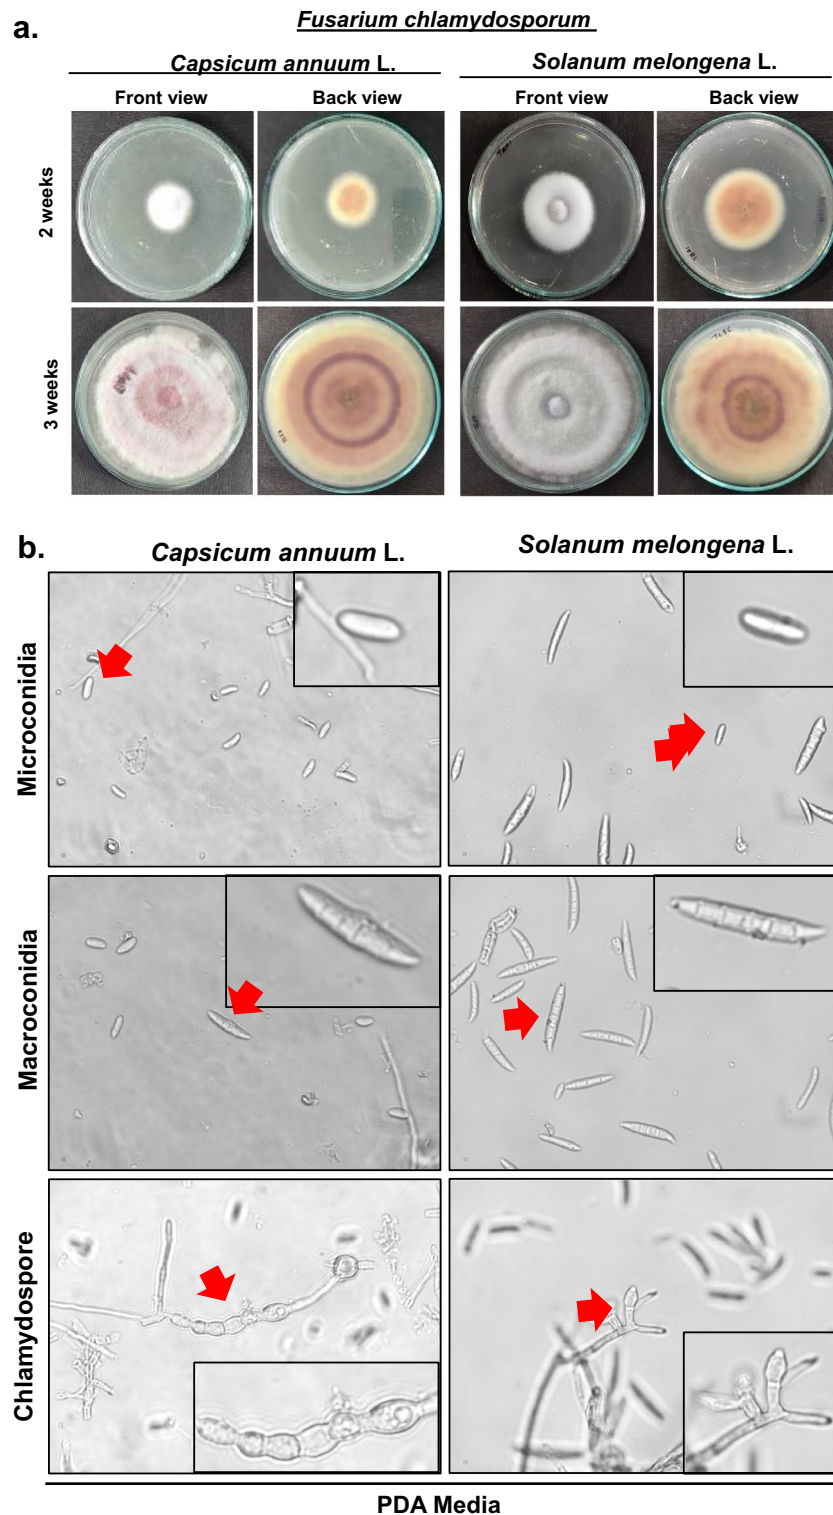 a.
Fusarium chlamydosporum
Capsicum annuum L.
Solanum melongena L.
Front view
Back view
Front view
Back view
2 weeks
3 weeks
b.
Capsicum annuum L.
Solanum melongena L.
Microconidia
Macroconidia
Chlamydospore
PDA Media